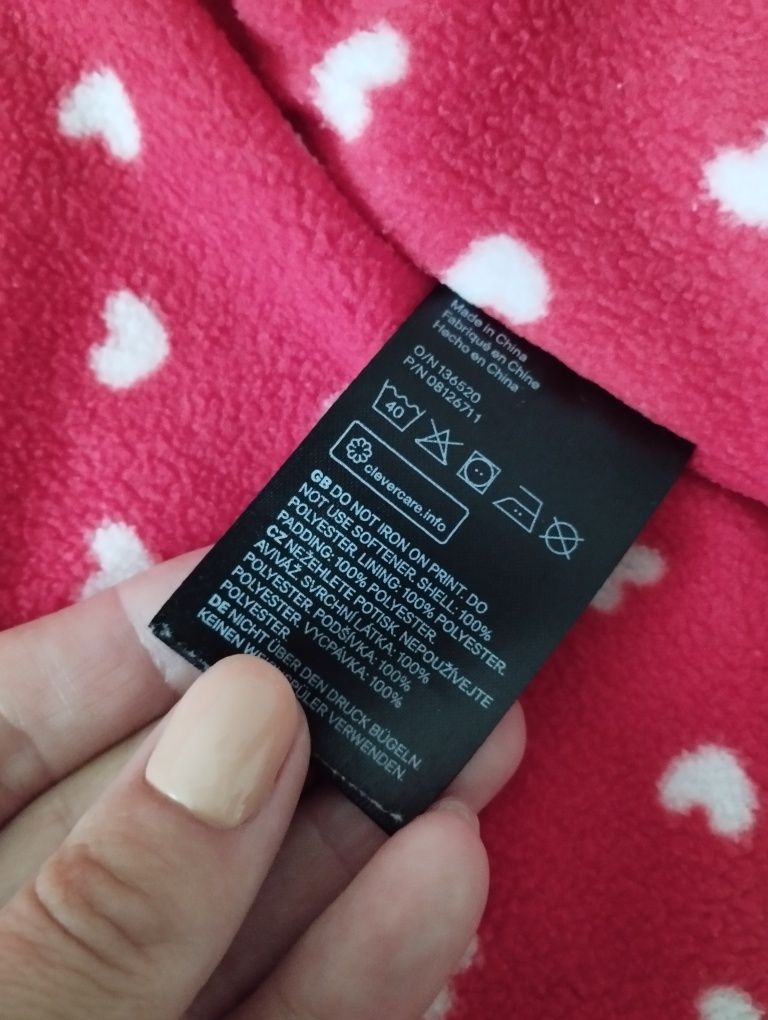 Made in China
Fabriqué en Chine
Hecho en China
O/N 136520
P/N 08126711
40
clevercare.info
GB DO NOT IRON ON PRINT. DO
NOT USE SOFTENER. SHELL: 100%
POLYESTER. LINING: 100% POLYESTER.
PADDING: 100% POLYESTER.
CZ NEŽEHLETE POTISK. NEPOUŽÍVEJTE
AVIVÁŽ. SVRCHNÍ LÁTKA: 100%
POLYESTER. PODŠÍVKA: 100%
POLYESTER. VYCPÁVKA: 100%
POLYESTER.
DE NICHT ÜBER DEN DRUCK BÜGELN.
KEINEN VERWENDEN.